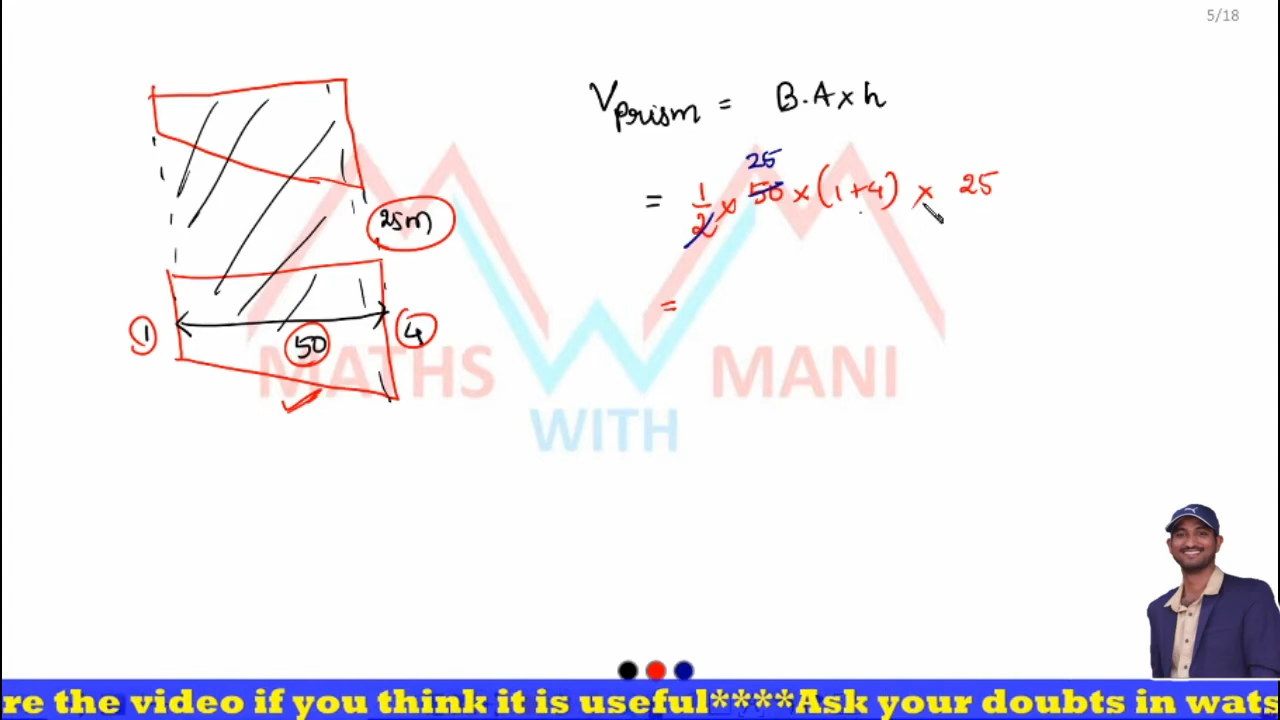 5/18
V prism = B.A x h
25
= 1/2 x 50 x (1+4) x 25
25m
=
1
50
4
MATHS WITH MANI
re the video if you think it is useful****Ask your doubts in wats